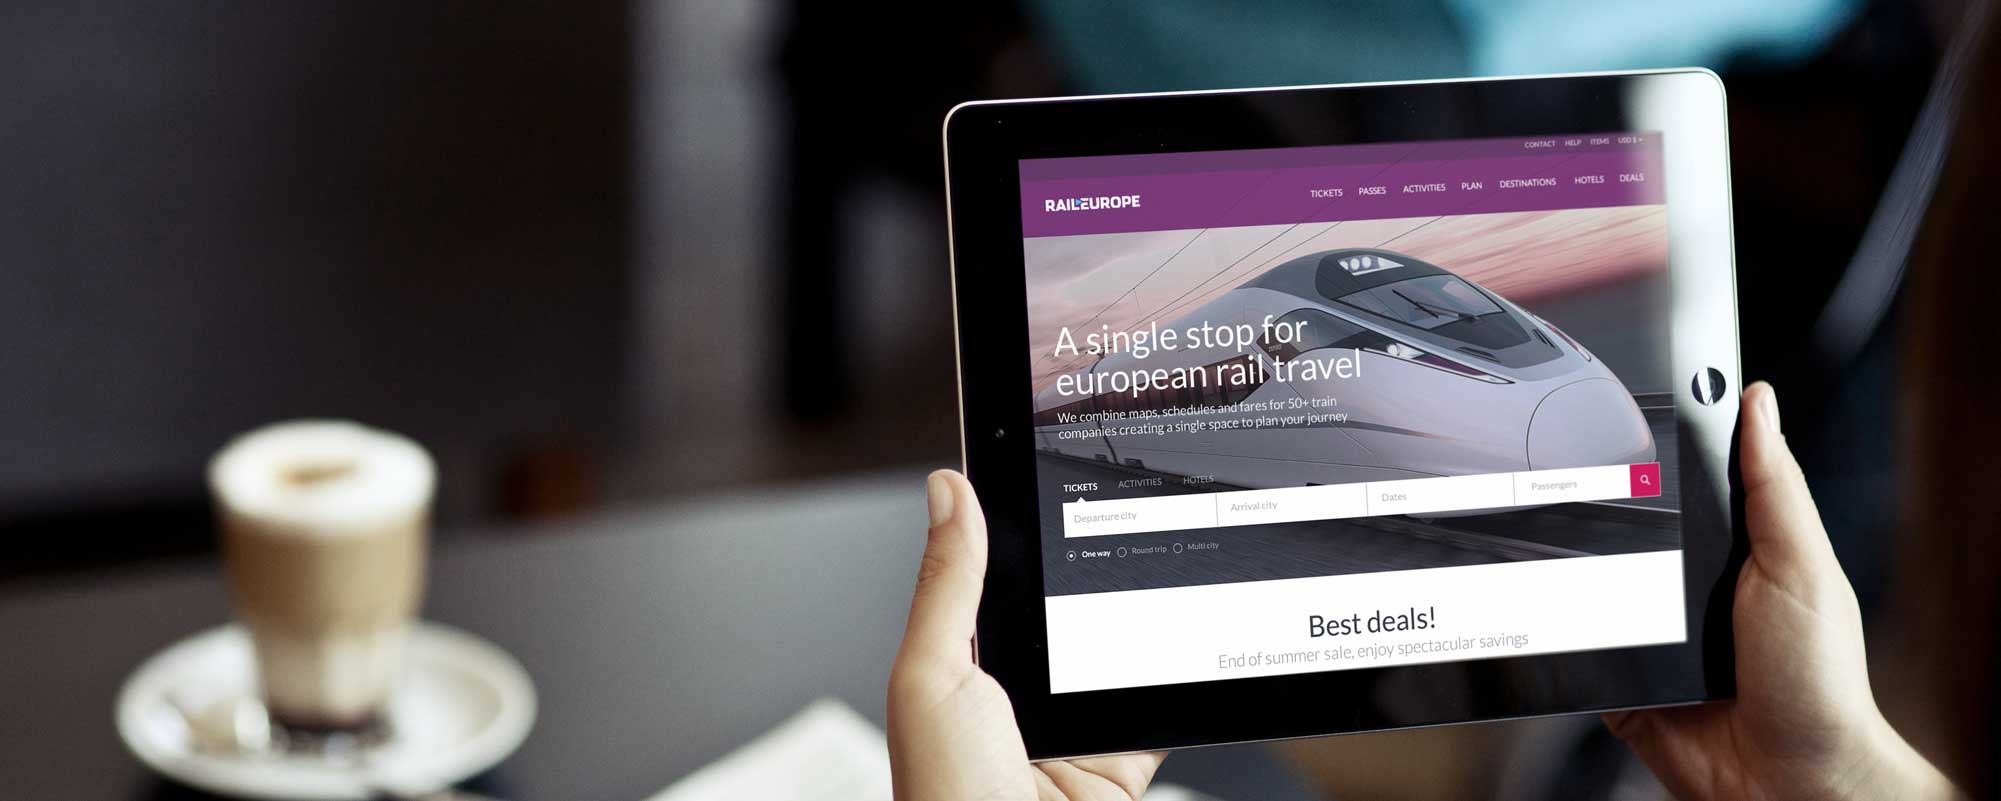 CONTACT HELP ITEMS USD $
RAILEUROPE
TICKETS PASSES ACTIVITIES PLAN DESTINATIONS HOTELS DEALS
A single stop for
european rail travel
We combine maps, schedules and fares for 50+ train
companies creating a single space to plan your journey
TICKETS ACTIVITIES HOTELS
Departure city Arrival city Dates Passengers
One way Round trip Multi city
Best deals!
End of summer sale, enjoy spectacular savings